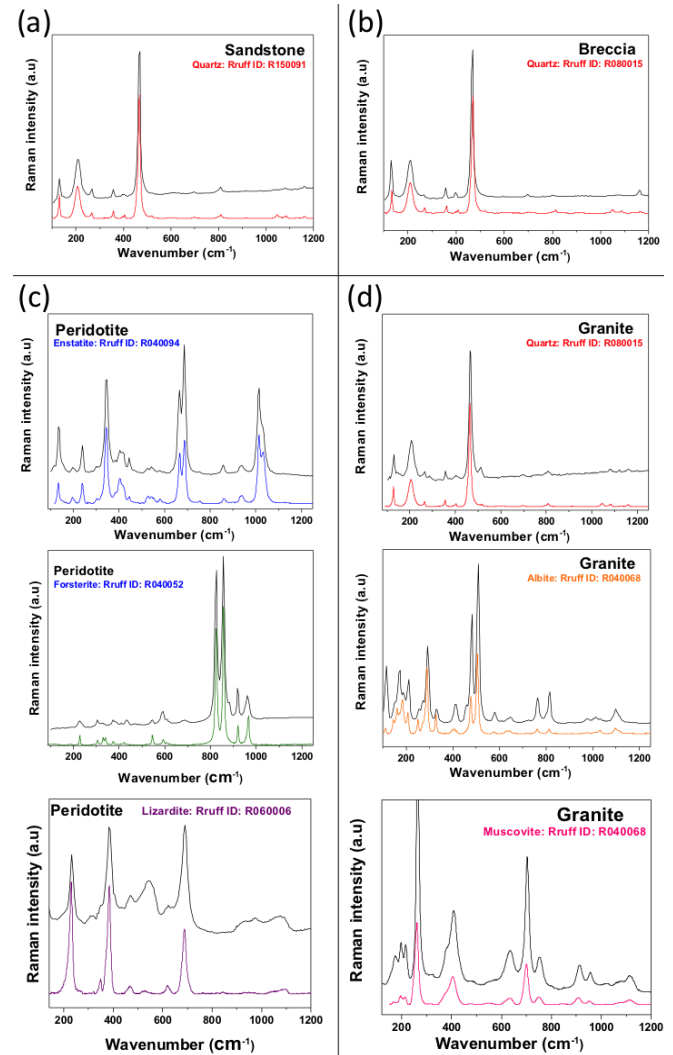 (a)
Sandstone
Quartz: Rruff ID: R150091
Raman intensity (a.u)
200 400 600 800 1000 1200
Wavenumber (cm-1)
(b)
Breccia
Quartz: Rruff ID: R080015
Raman intensity (a.u)
200 400 600 800 1000 1200
Wavenumber (cm-1)
(c)
Peridotite
Enstatite: Rruff ID: R040094
Raman intensity (a.u)
200 400 600 800 1000 1200
Wavenumber (cm-1)
Peridotite
Forsterite: Rruff ID: R040052
Raman intensity (a.u)
200 400 600 800 1000 1200
Wavenumber (cm-1)
Peridotite
Lizardite: Rruff ID: R060006
Raman intensity (a.u)
200 400 600 800 1000 1200
Wavenumber (cm-1)
(d)
Granite
Quartz: Rruff ID: R080015
Raman intensity (a.u)
200 400 600 800 1000 1200
Wavenumber (cm-1)
Granite
Albite: Rruff ID: R040068
Raman intensity (a.u)
200 400 600 800 1000 1200
Wavenumber (cm-1)
Granite
Muscovite: Rruff ID: R040068
Raman intensity (a.u)
200 400 600 800 1000 1200
Wavenumber (cm-1)